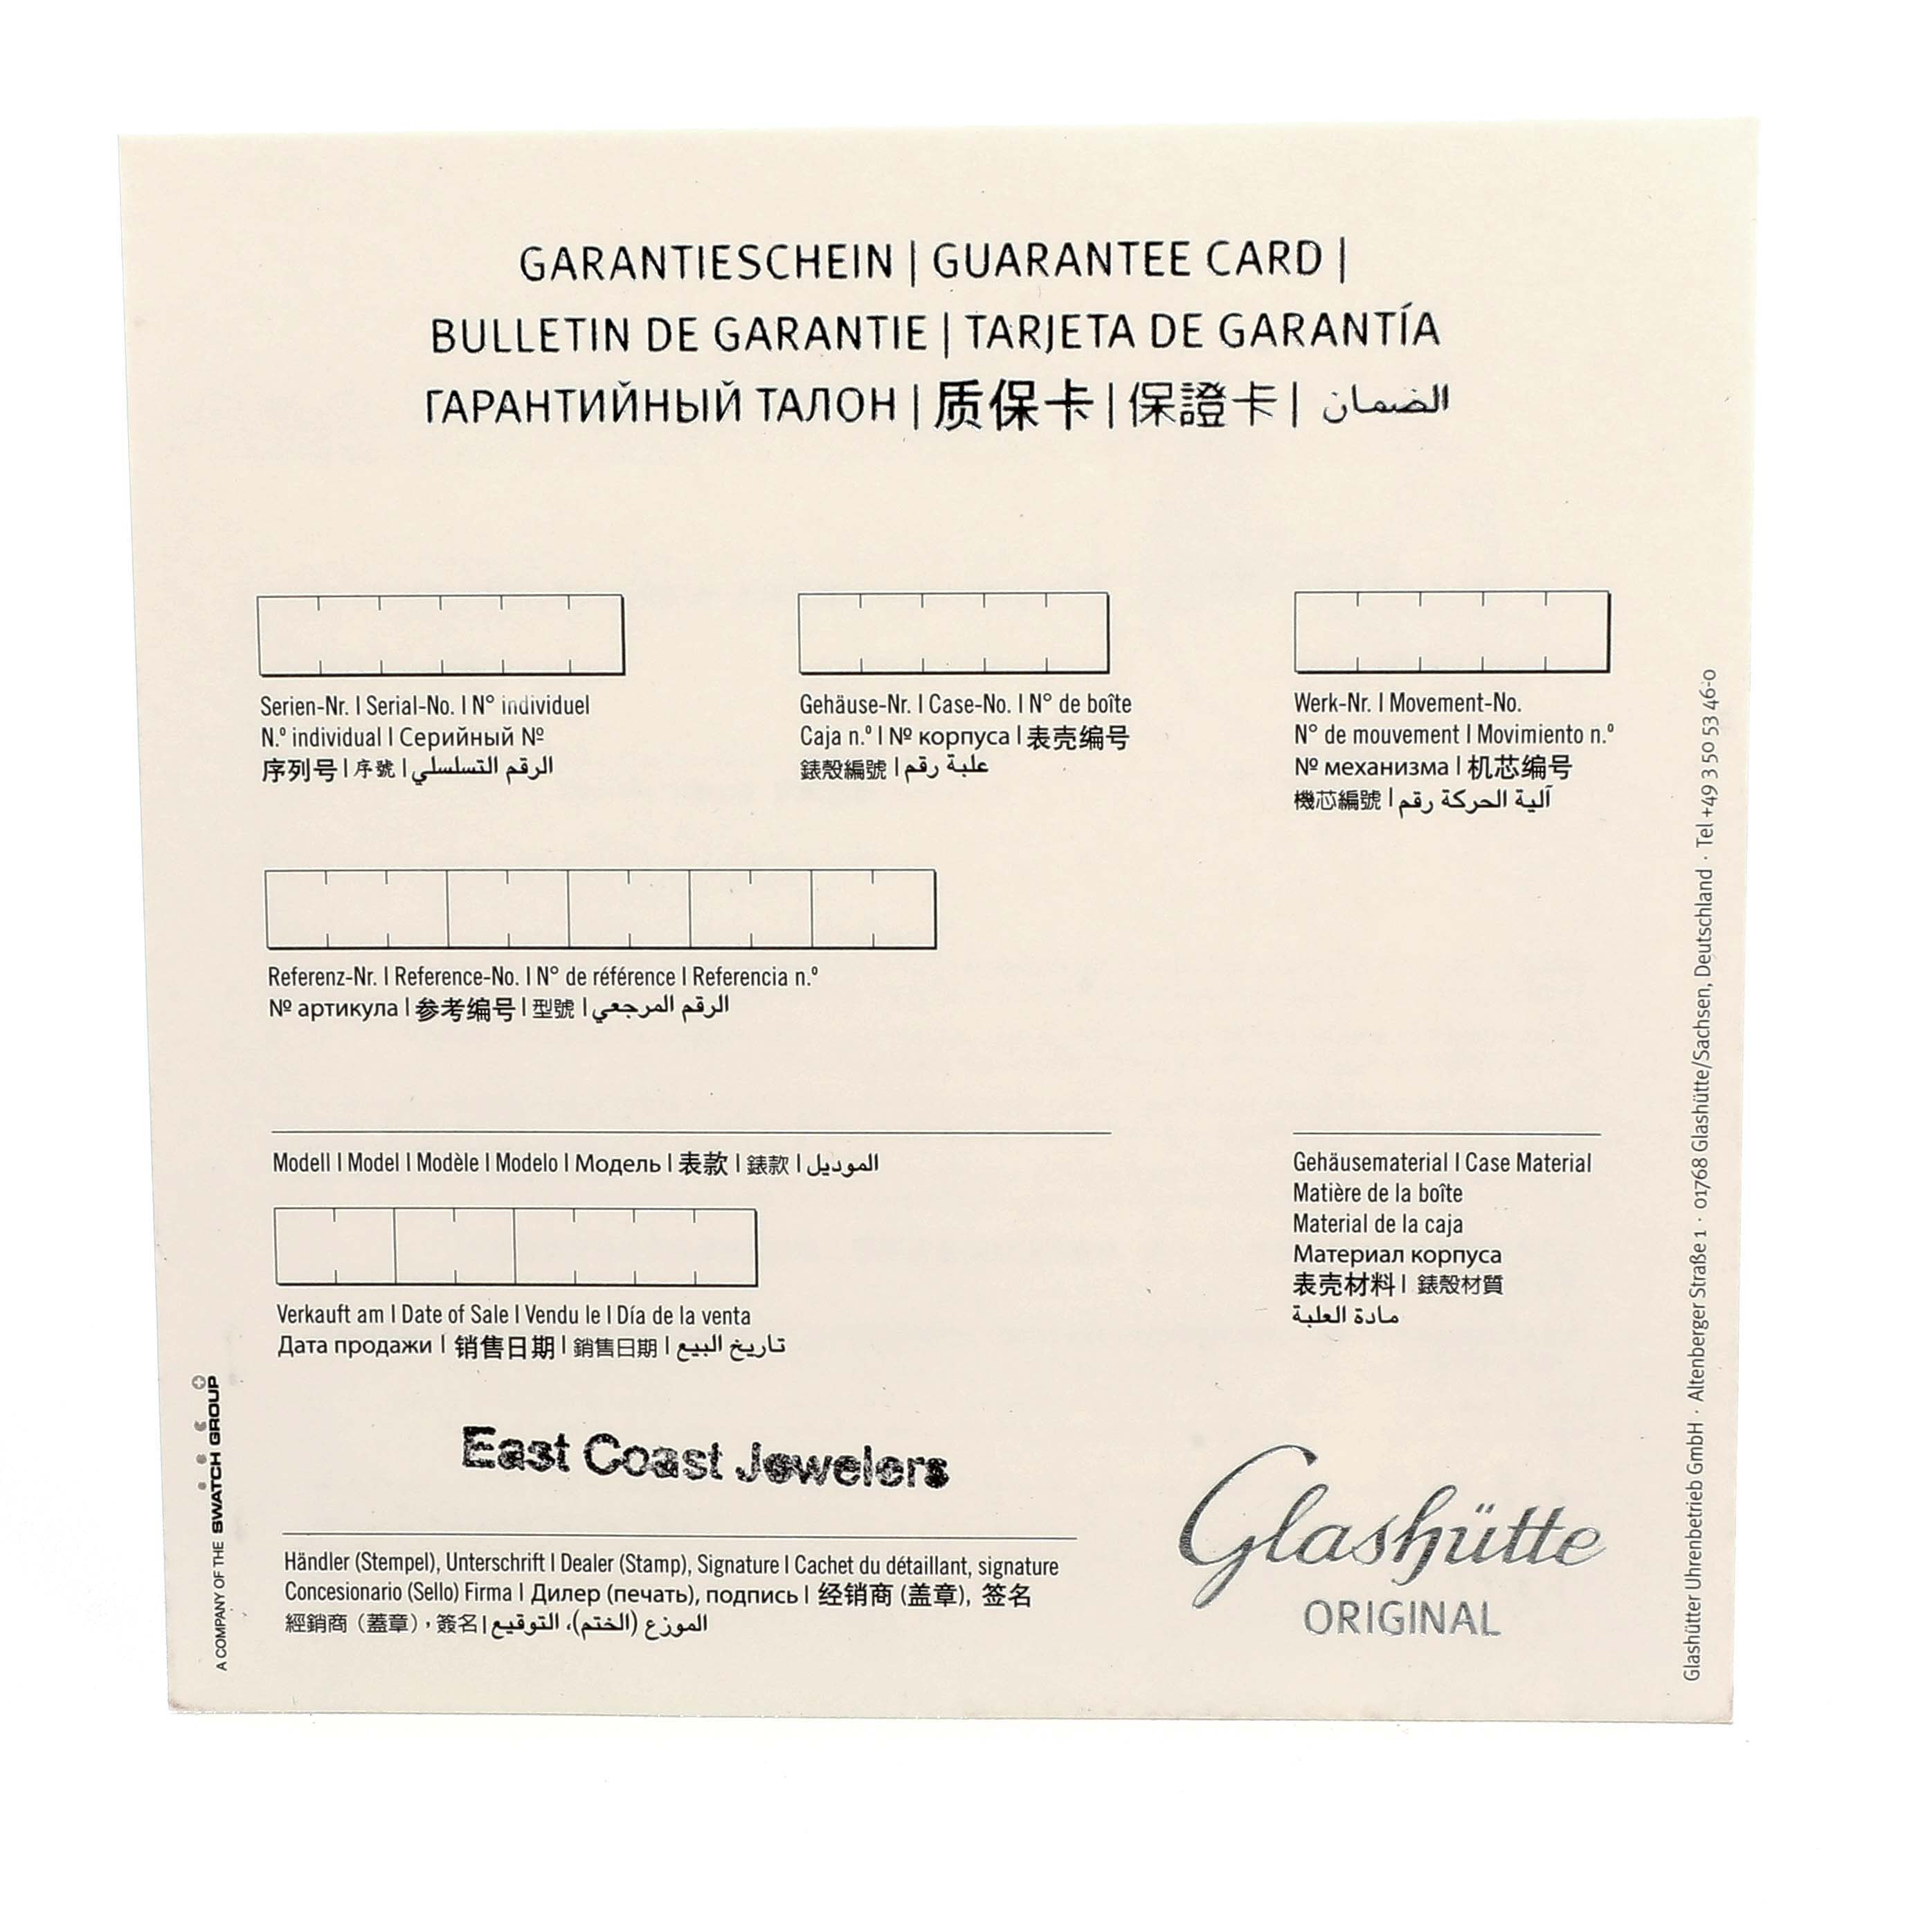 GARANTIESCHEIN | GUARANTEE CARD |
BULLETIN DE GARANTIE | TARJETA DE GARANTÍA
ГАРАНТИЙНЫЙ ТАЛОН | 质保卡 | 保證卡 | الضمان
Serien-Nr. I Serial-No. I N° individuel
N.º individual I Серийный №
序列号 I 序號 I الرقم التسلسلي
Gehäuse-Nr. I Case-No. I N° de boîte
Caja n.º I № корпуса I 表壳编号
錶殼編號 I علبة رقم
Werk-Nr. I Movement-No.
N° de mouvement I Movimiento n.º
№ механизма I 机芯编号
機芯編號 I آلية الحركة رقم
Referenz-Nr. I Reference-No. I N° de référence I Referencia n.º
№ артикула I 参考编号 I 型號 I الرقم المرجعي
Modell I Model I Modèle I Modelo I Модель I 表款 I 錶款 I الموديل
Gehäusematerial I Case Material
Matière de la boîte
Material de la caja
Материал корпуса
表壳材料 I 錶殼材質
مادة العلبة
Verkauft am I Date of Sale I Vendu le I Día de la venta
Дата продажи I 销售日期 I 銷售日期 I تاريخ البيع
East Coast Jewelers
Händler (Stempel), Unterschrift I Dealer (Stamp), Signature I Cachet du détaillant, signature
Concesionario (Sello) Firma I Дилер (печать), подпись I 经销商 (盖章), 签名
經銷商（蓋章），簽名 I الموزع (الختم)، التوقيع
Glashütte
ORIGINAL
A COMPANY OF THE SWATCH GROUP
Glashütter Uhrenbetrieb GmbH · Altenberger Straße 1 · 01768 Glashütte/Sachsen, Deutschland · Tel +49 3 50 53 46-0